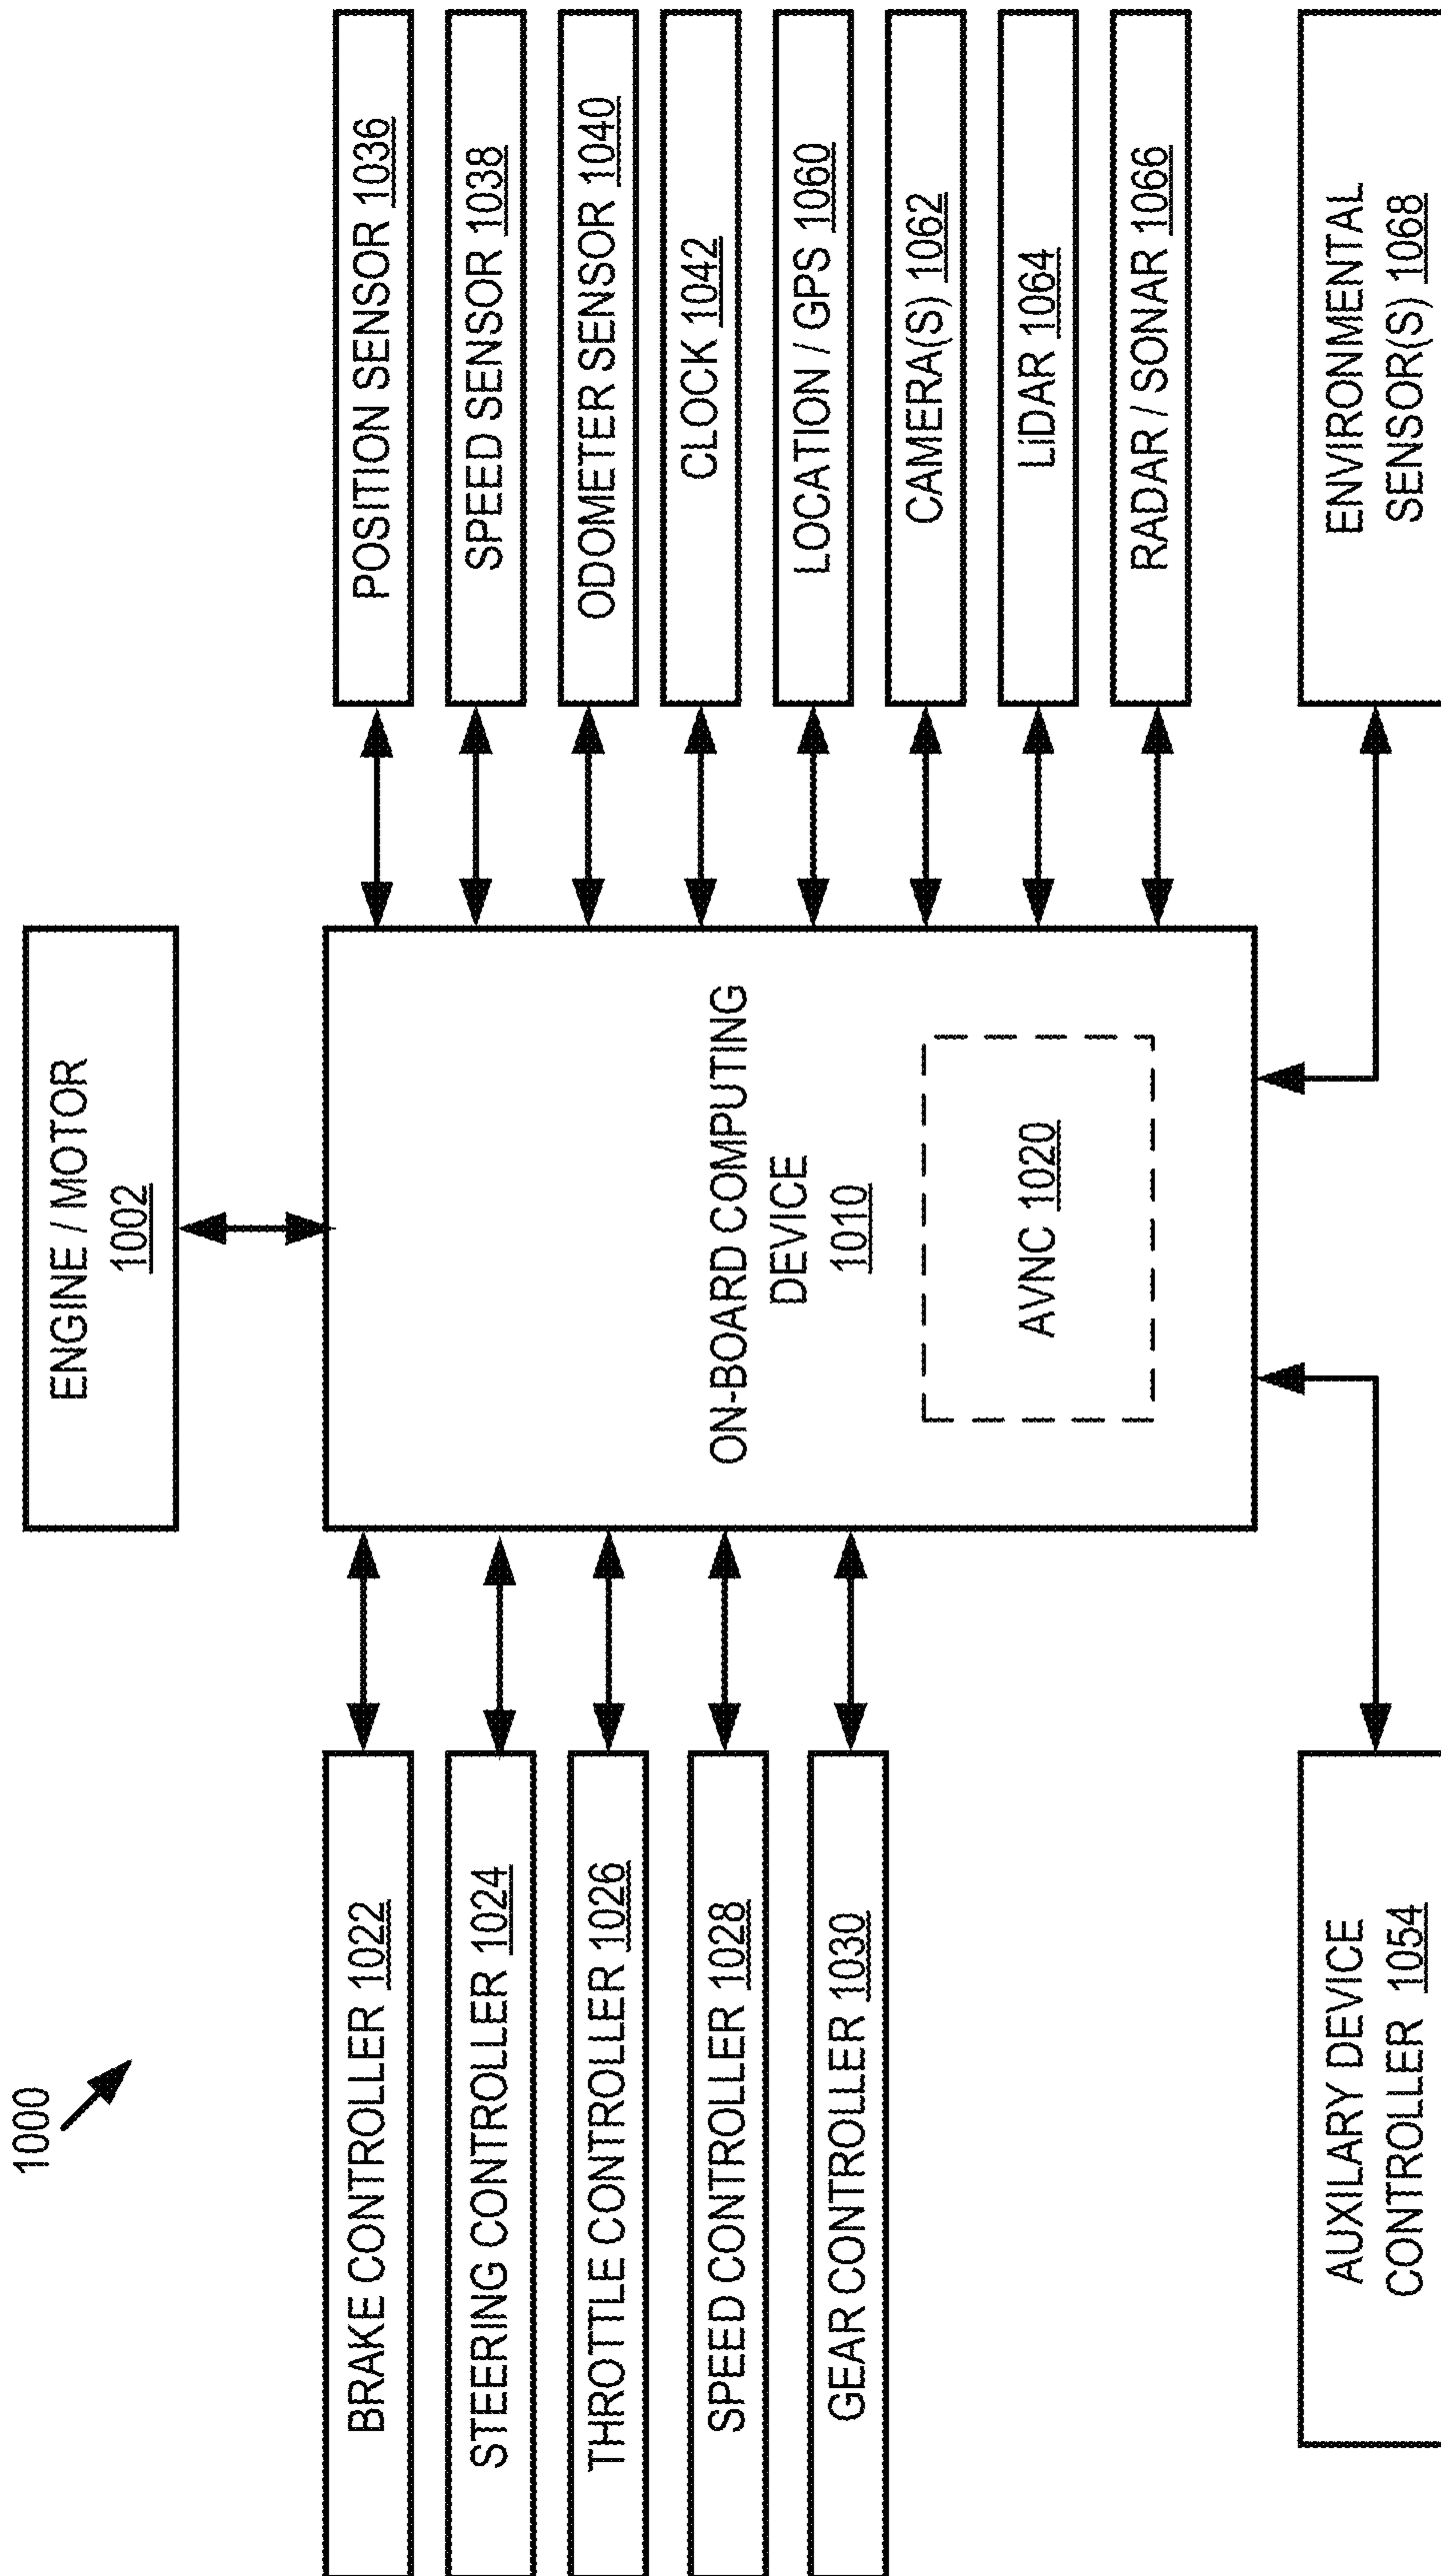 1000
ENGINE / MOTOR
1002
BRAKE CONTROLLER 1022
STEERING CONTROLLER 1024
THROTTLE CONTROLLER 1026
SPEED CONTROLLER 1028
GEAR CONTROLLER 1030
ON-BOARD COMPUTING
DEVICE
1010
AVNC 1020
POSITION SENSOR 1036
SPEED SENSOR 1038
ODOMETER SENSOR 1040
CLOCK 1042
LOCATION / GPS 1060
CAMERA(S) 1062
LiDAR 1064
RADAR / SONAR 1066
AUXILARY DEVICE
CONTROLLER 1054
ENVIRONMENTAL
SENSOR(S) 1068